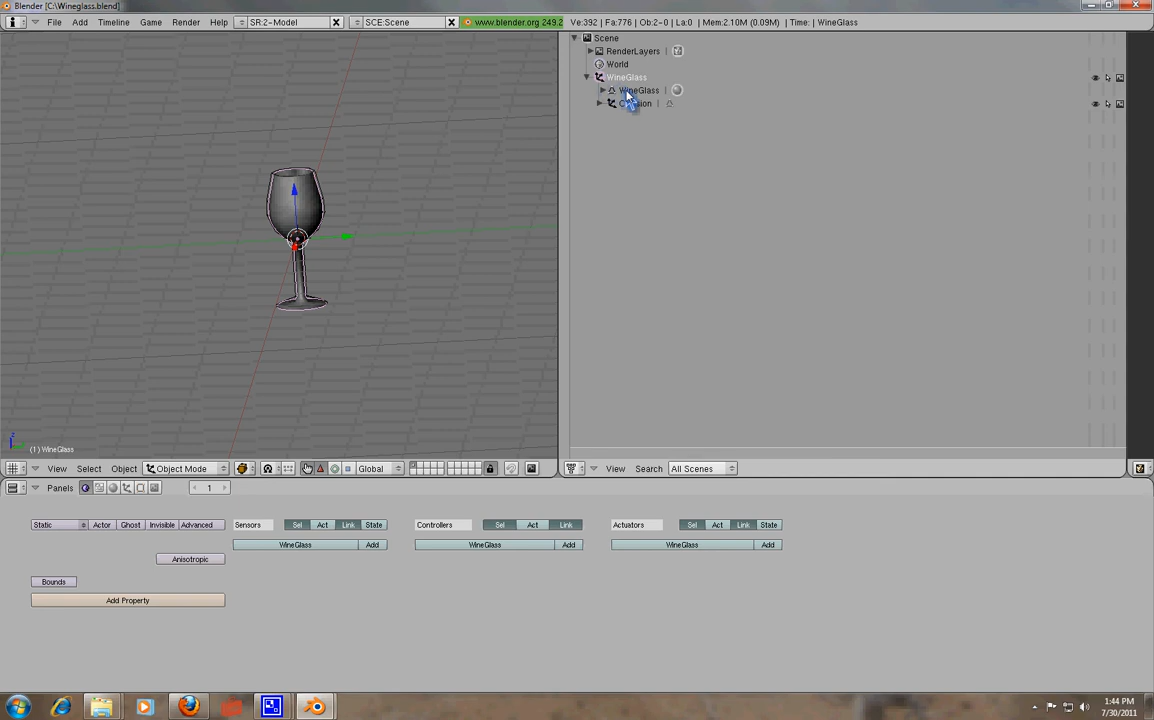 Blender [C:\Wineglass.blend]
File Add Timeline Game Render Help SR:2-Model SCE:Scene www.blender.org 249.2 Ve:392 | Fa:776 | Ob:2-0 | La:0 | Mem:2.10M (0.09M) | Time: | WineGlass
Scene
RenderLayers
World
WineGlass
WineGlass
z
(1) WineGlass
View Select Object Object Mode Global
View Search All Scenes
Panels 1
Static Actor Ghost Invisible Advanced Sensors Sel Act Link State Controllers Sel Act Link Actuators Sel Act Link State
WineGlass Add WineGlass Add WineGlass Add
Anisotropic
Bounds
Add Property
1:44 PM
7/30/2011